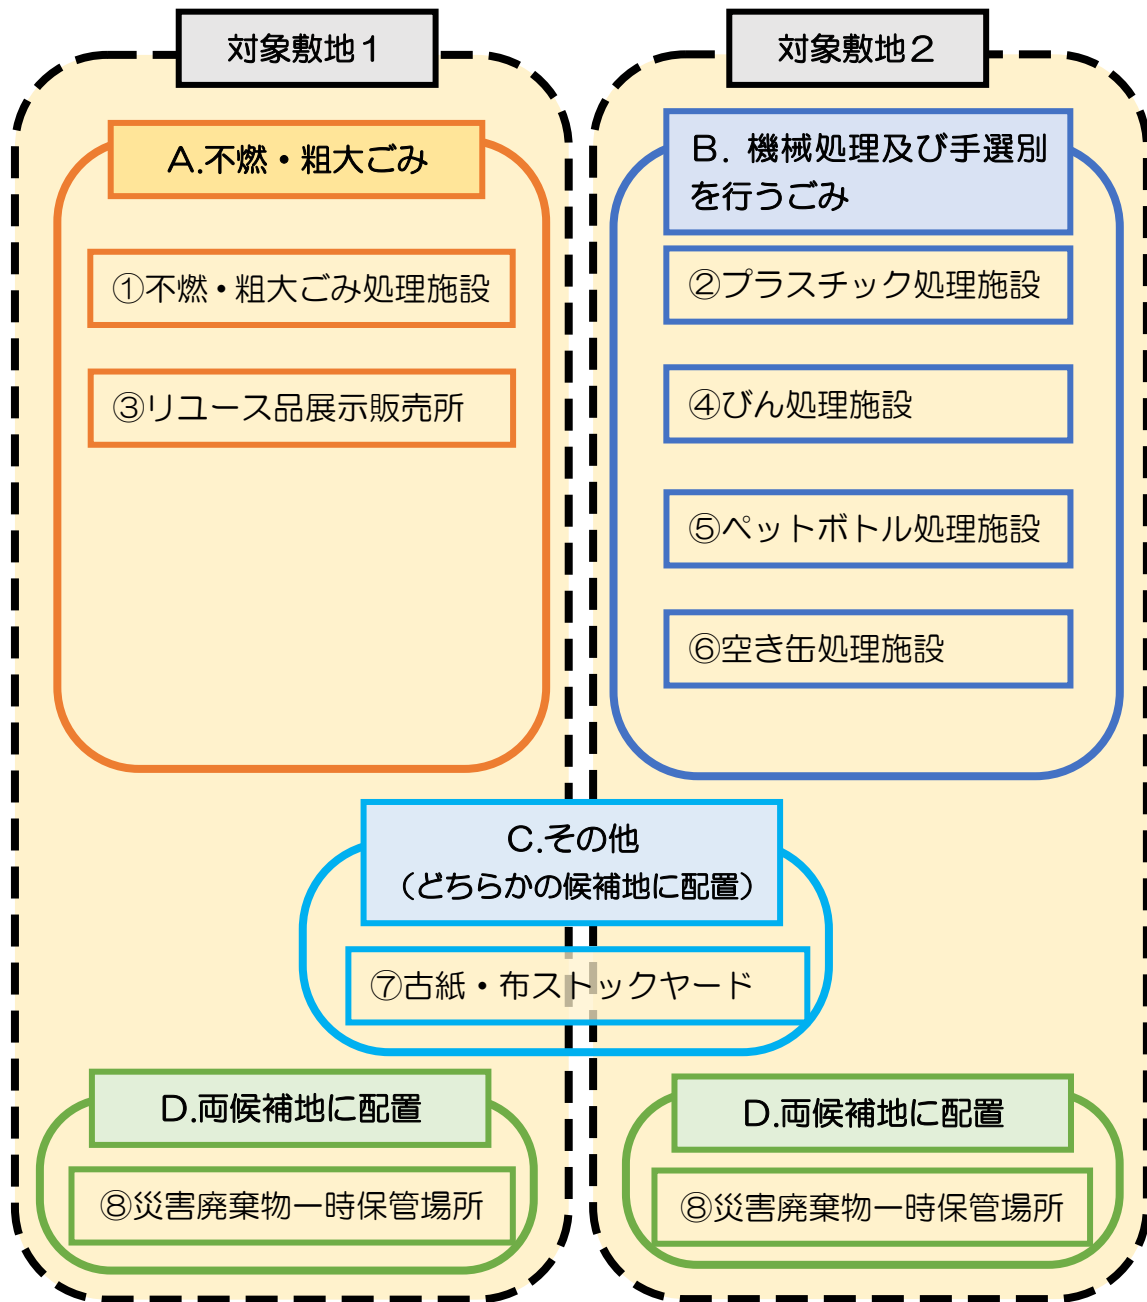 対象敷地1
A.不燃・粗大ごみ
①不燃・粗大ごみ処理施設
③リユース品展示販売所
対象敷地2
B. 機械処理及び手選別
を行うごみ
②プラスチック処理施設
④びん処理施設
⑤ペットボトル処理施設
⑥空き缶処理施設
C.その他
（どちらかの候補地に配置）
⑦古紙・布ストックヤード
D.両候補地に配置
⑧災害廃棄物一時保管場所
D.両候補地に配置
⑧災害廃棄物一時保管場所